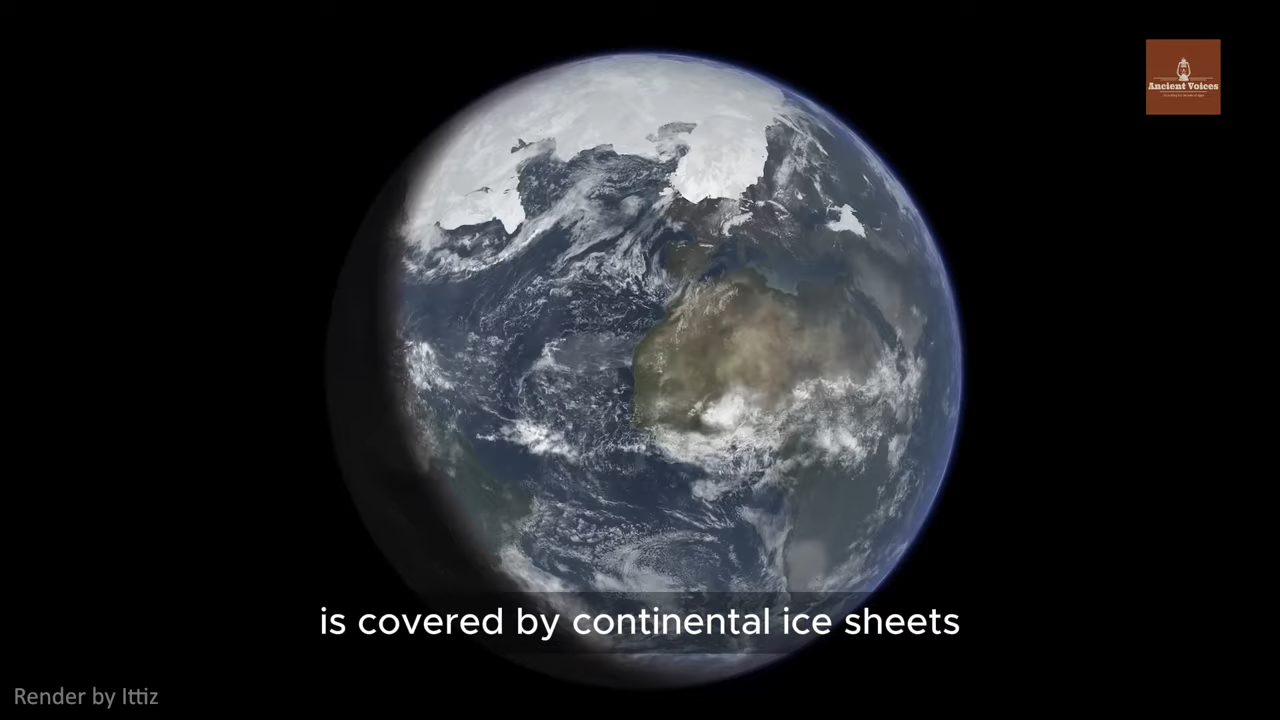 Ancient Voices
is covered by continental ice sheets
Render by Ittiz